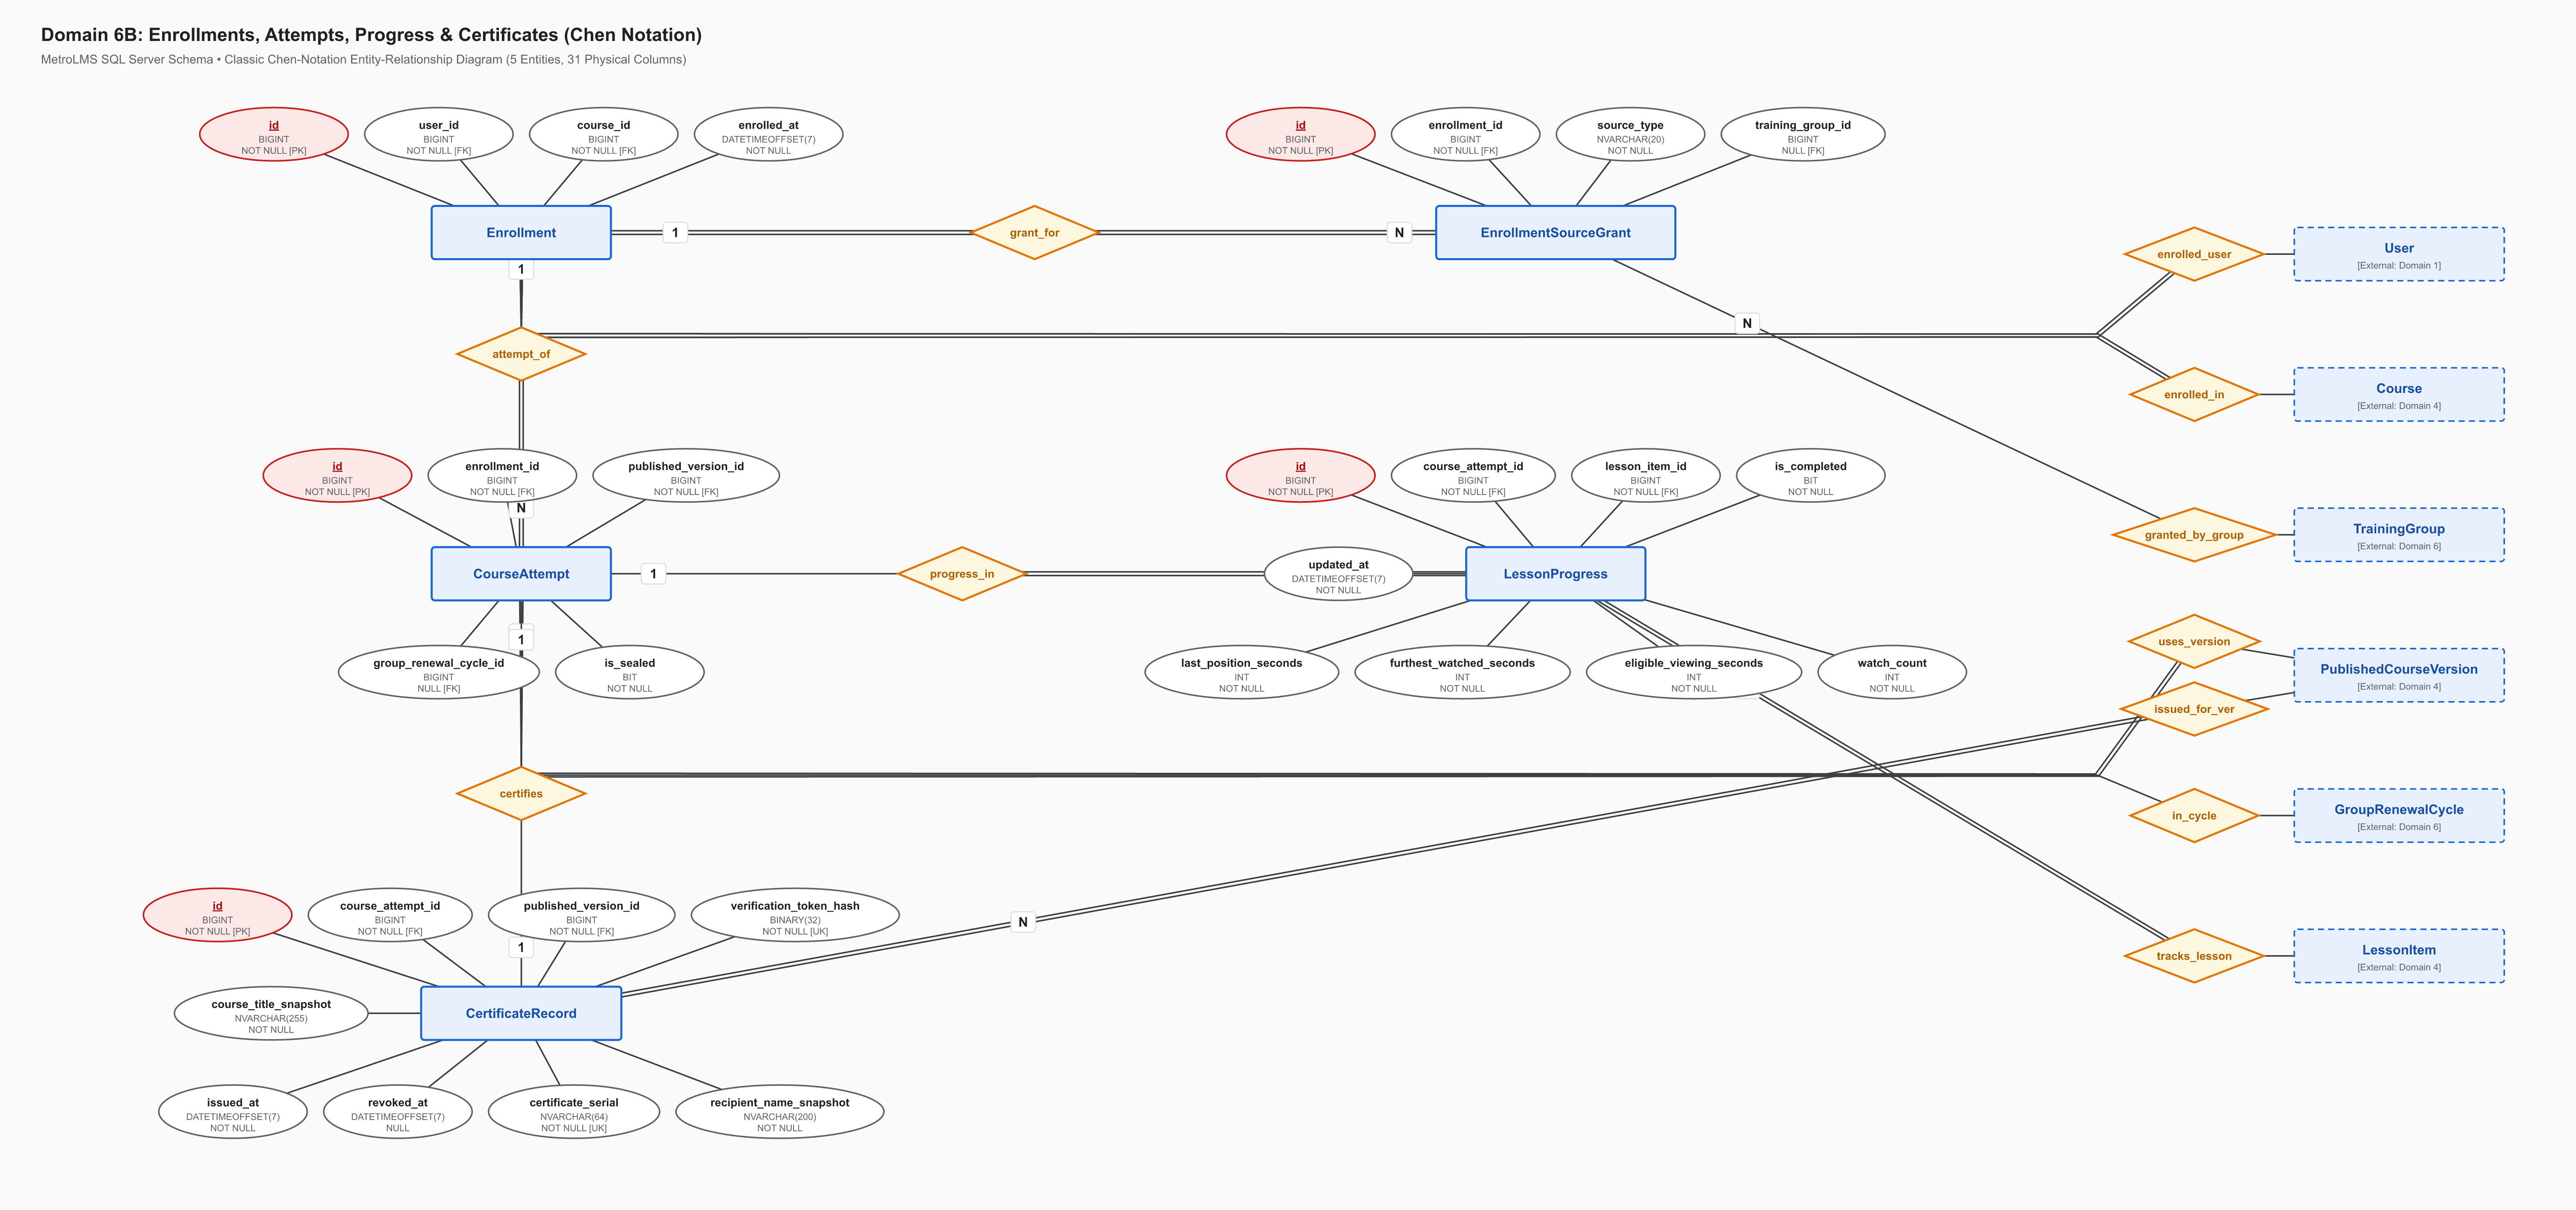 Domain 6B: Enrollments, Attempts, Progress & Certificates (Chen Notation)
MetroLMS SQL Server Schema • Classic Chen-Notation Entity-Relationship Diagram (5 Entities, 31 Physical Columns)
id
BIGINT
NOT NULL [PK]
user_id
BIGINT
NOT NULL [FK]
course_id
BIGINT
NOT NULL [FK]
enrolled_at
DATETIMEOFFSET(7)
NOT NULL
id
BIGINT
NOT NULL [PK]
enrollment_id
BIGINT
NOT NULL [FK]
source_type
NVARCHAR(20)
NOT NULL
training_group_id
BIGINT
NULL [FK]
Enrollment
1
grant_for
N
EnrollmentSourceGrant
enrolled_user
User
[External: Domain 1]
1
N
attempt_of
enrolled_in
Course
[External: Domain 4]
id
BIGINT
NOT NULL [PK]
enrollment_id
BIGINT
NOT NULL [FK]
published_version_id
BIGINT
NOT NULL [FK]
N
id
BIGINT
NOT NULL [PK]
course_attempt_id
BIGINT
NOT NULL [FK]
lesson_item_id
BIGINT
NOT NULL [FK]
is_completed
BIT
NOT NULL
granted_by_group
TrainingGroup
[External: Domain 6]
CourseAttempt
1
progress_in
updated_at
DATETIMEOFFSET(7)
NOT NULL
LessonProgress
1
group_renewal_cycle_id
BIGINT
NULL [FK]
is_sealed
BIT
NOT NULL
last_position_seconds
INT
NOT NULL
furthest_watched_seconds
INT
NOT NULL
eligible_viewing_seconds
INT
NOT NULL
watch_count
INT
NOT NULL
uses_version
PublishedCourseVersion
[External: Domain 4]
issued_for_ver
certifies
in_cycle
GroupRenewalCycle
[External: Domain 6]
id
BIGINT
NOT NULL [PK]
course_attempt_id
BIGINT
NOT NULL [FK]
published_version_id
BIGINT
NOT NULL [FK]
verification_token_hash
BINARY(32)
NOT NULL [UK]
N
1
tracks_lesson
LessonItem
[External: Domain 4]
course_title_snapshot
NVARCHAR(255)
NOT NULL
CertificateRecord
issued_at
DATETIMEOFFSET(7)
NOT NULL
revoked_at
DATETIMEOFFSET(7)
NULL
certificate_serial
NVARCHAR(64)
NOT NULL [UK]
recipient_name_snapshot
NVARCHAR(200)
NOT NULL